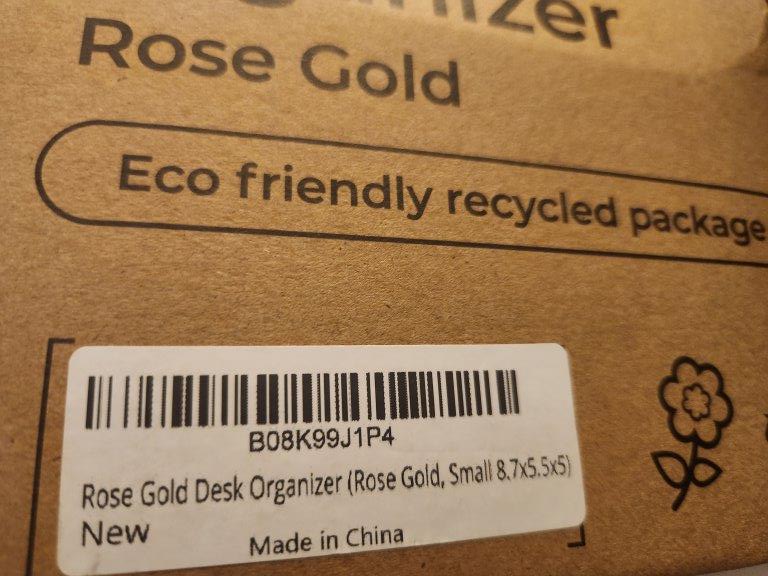 Rose Gold
Eco friendly recycled package
B08K99J1P4
Rose Gold Desk Organizer (Rose Gold, Small 8.7x5.5x5)
New
Made in China